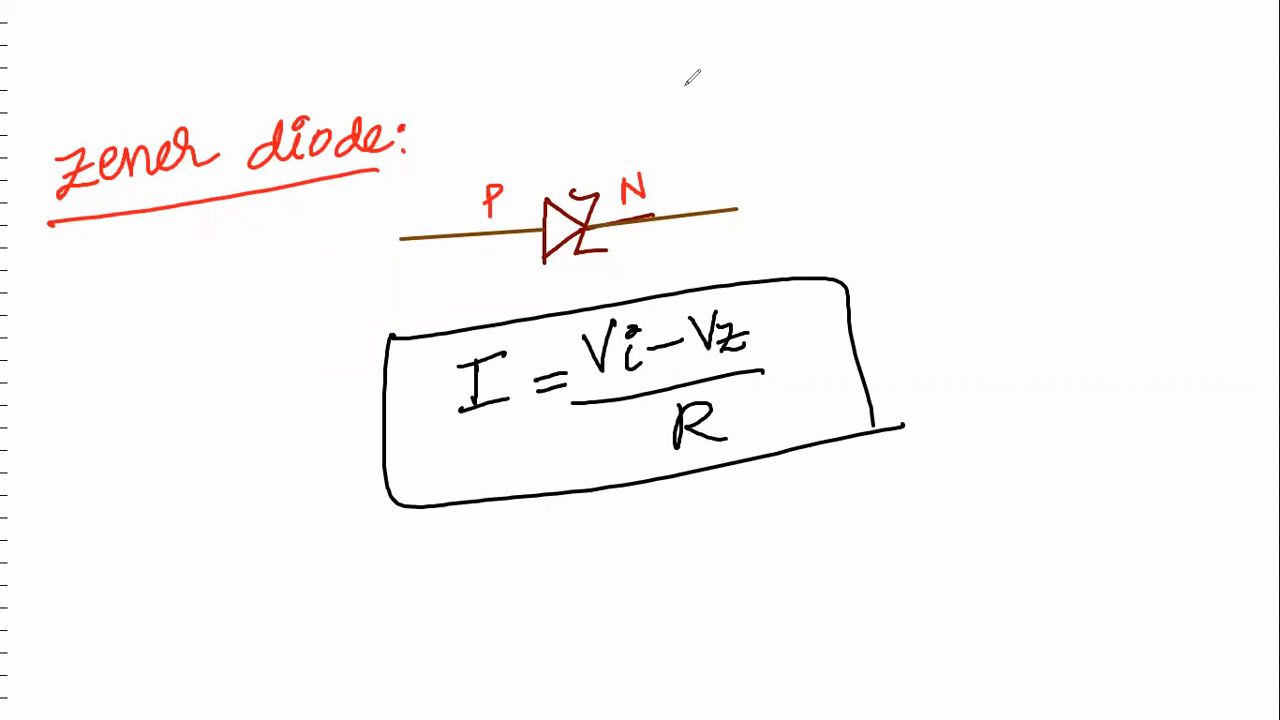 Zener diode:
P N
I = Vi - Vz / R